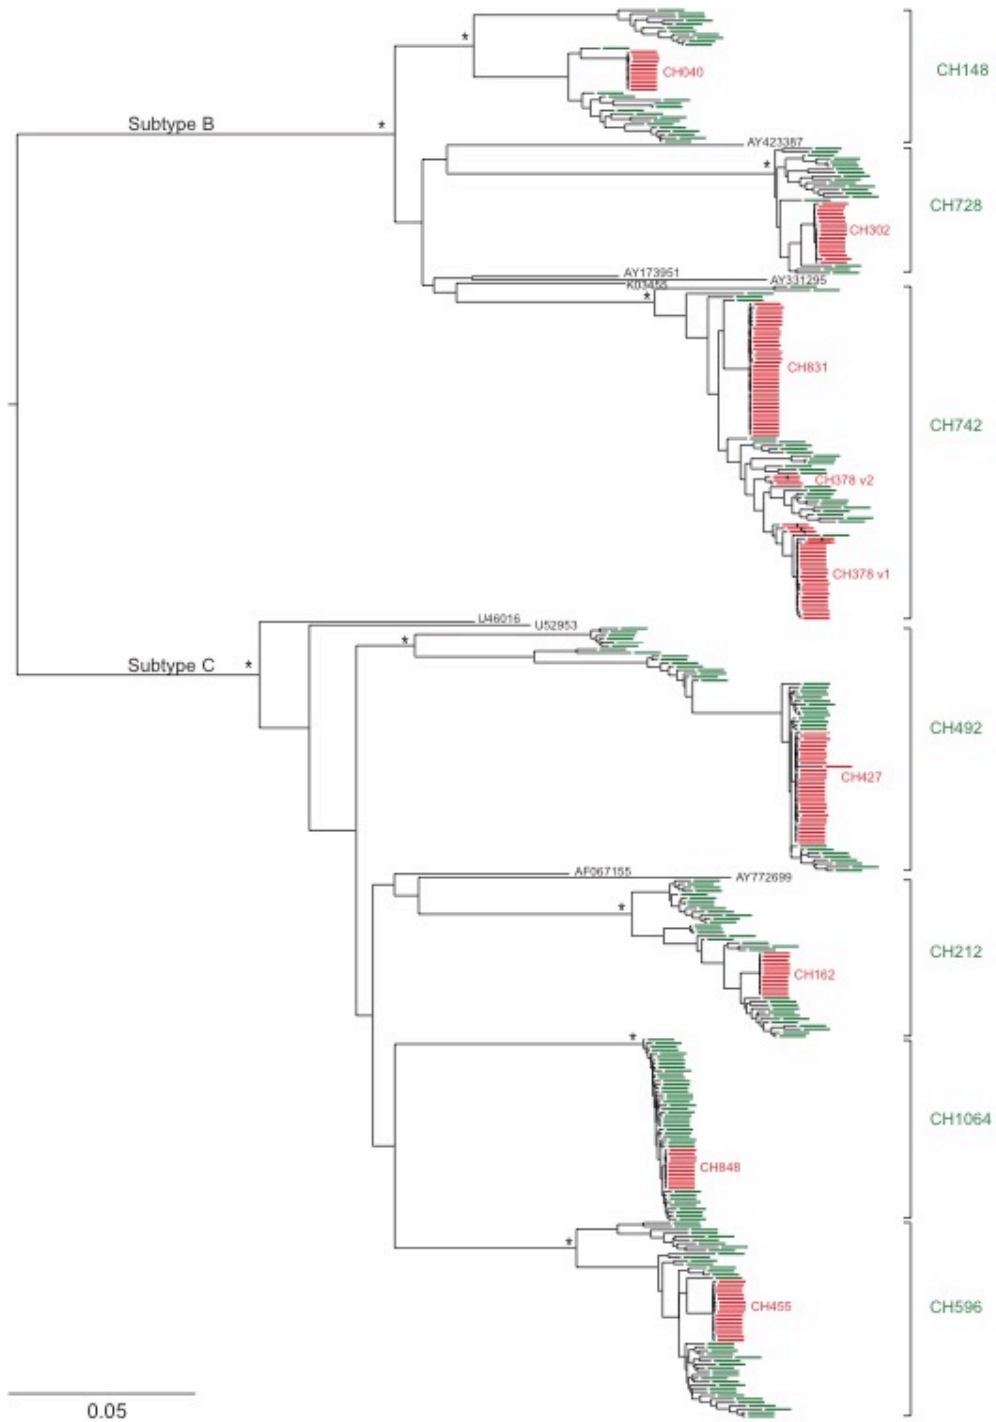 *
CH148
CH040
Subtype B
*
AY423387
*
CH728
CH302
AY173951
AY331295
K03455
*
CH831
CH742
CH378 v2
CH378 v1
U46016
U52953
*
Subtype C
*
CH492
CH427
AF067155
AY772699
*
CH212
CH162
*
CH1064
CH848
*
CH455
CH596
0.05